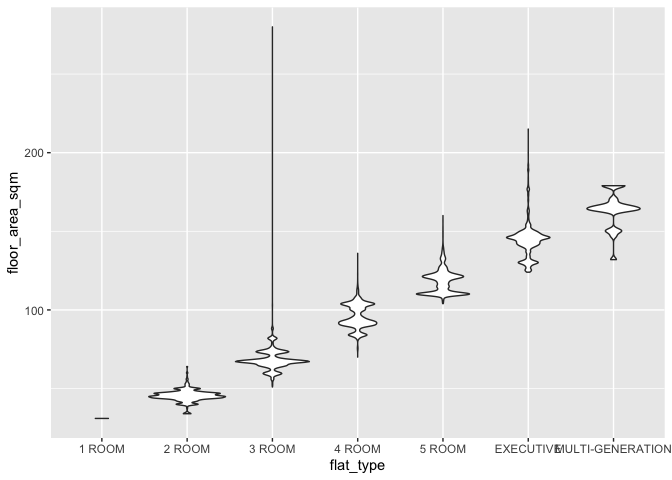 floor_area_sqm
200
100
1 ROOM 2 ROOM 3 ROOM 4 ROOM 5 ROOM EXECUTIVE MULTI-GENERATION
flat_type